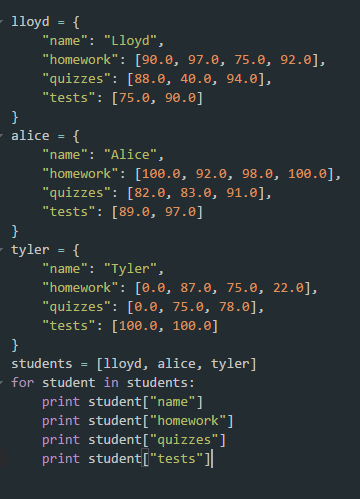 lloyd = {
    "name": "Lloyd",
    "homework": [90.0, 97.0, 75.0, 92.0],
    "quizzes": [88.0, 40.0, 94.0],
    "tests": [75.0, 90.0]
}
alice = {
    "name": "Alice",
    "homework": [100.0, 92.0, 98.0, 100.0],
    "quizzes": [82.0, 83.0, 91.0],
    "tests": [89.0, 97.0]
}
tyler = {
    "name": "Tyler",
    "homework": [0.0, 87.0, 75.0, 22.0],
    "quizzes": [0.0, 75.0, 78.0],
    "tests": [100.0, 100.0]
}
students = [lloyd, alice, tyler]
for student in students:
    print student["name"]
    print student["homework"]
    print student["quizzes"]
    print student["tests"]